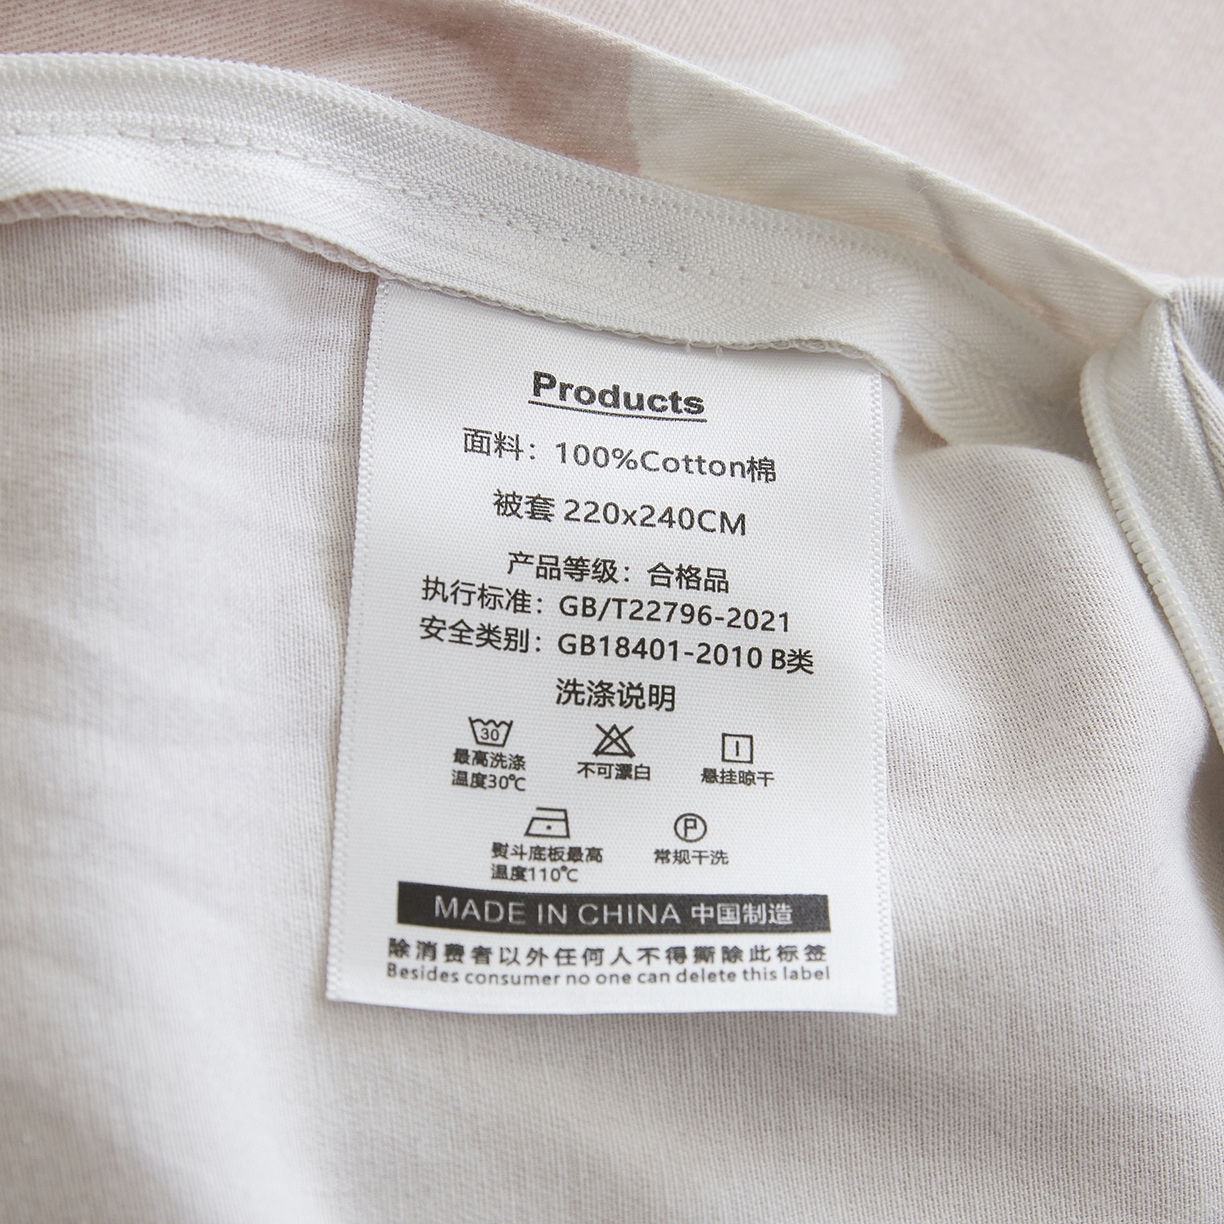 Products
面料：100%Cotton棉
被套 220x240CM
产品等级：合格品
执行标准：GB/T22796-2021
安全类别：GB18401-2010 B类
洗涤说明
30
最高洗涤
温度30℃
不可漂白
悬挂晾干
熨斗底板最高
温度110℃
P
常规干洗
MADE IN CHINA 中国制造
除消费者以外任何人不得撕除此标签
Besides consumer no one can delete this label